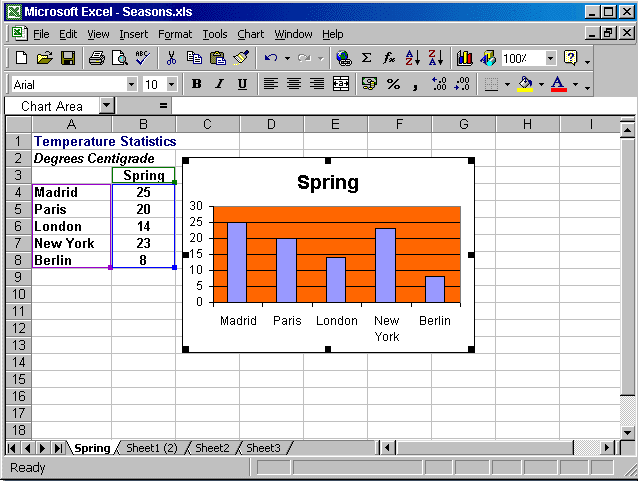 Microsoft Excel - Seasons.xls
File Edit View Insert Format Tools Chart Window Help
ABC Σ fx A Z Z A 100% ?
Arial 10 B I U % , .0 .00 .00 .0 A
Chart Area =
A B C D E F G H I
1 Temperature Statistics
2 Degrees Centigrade
3 Spring
4 Madrid 25
5 Paris 20
6 London 14
7 New York 23
8 Berlin 8
9
10
11
12
13
14
15
16
17
18
Spring
30
25
20
15
10
5
0
Madrid Paris London New York Berlin
Spring Sheet1 (2) Sheet2 Sheet3
Ready